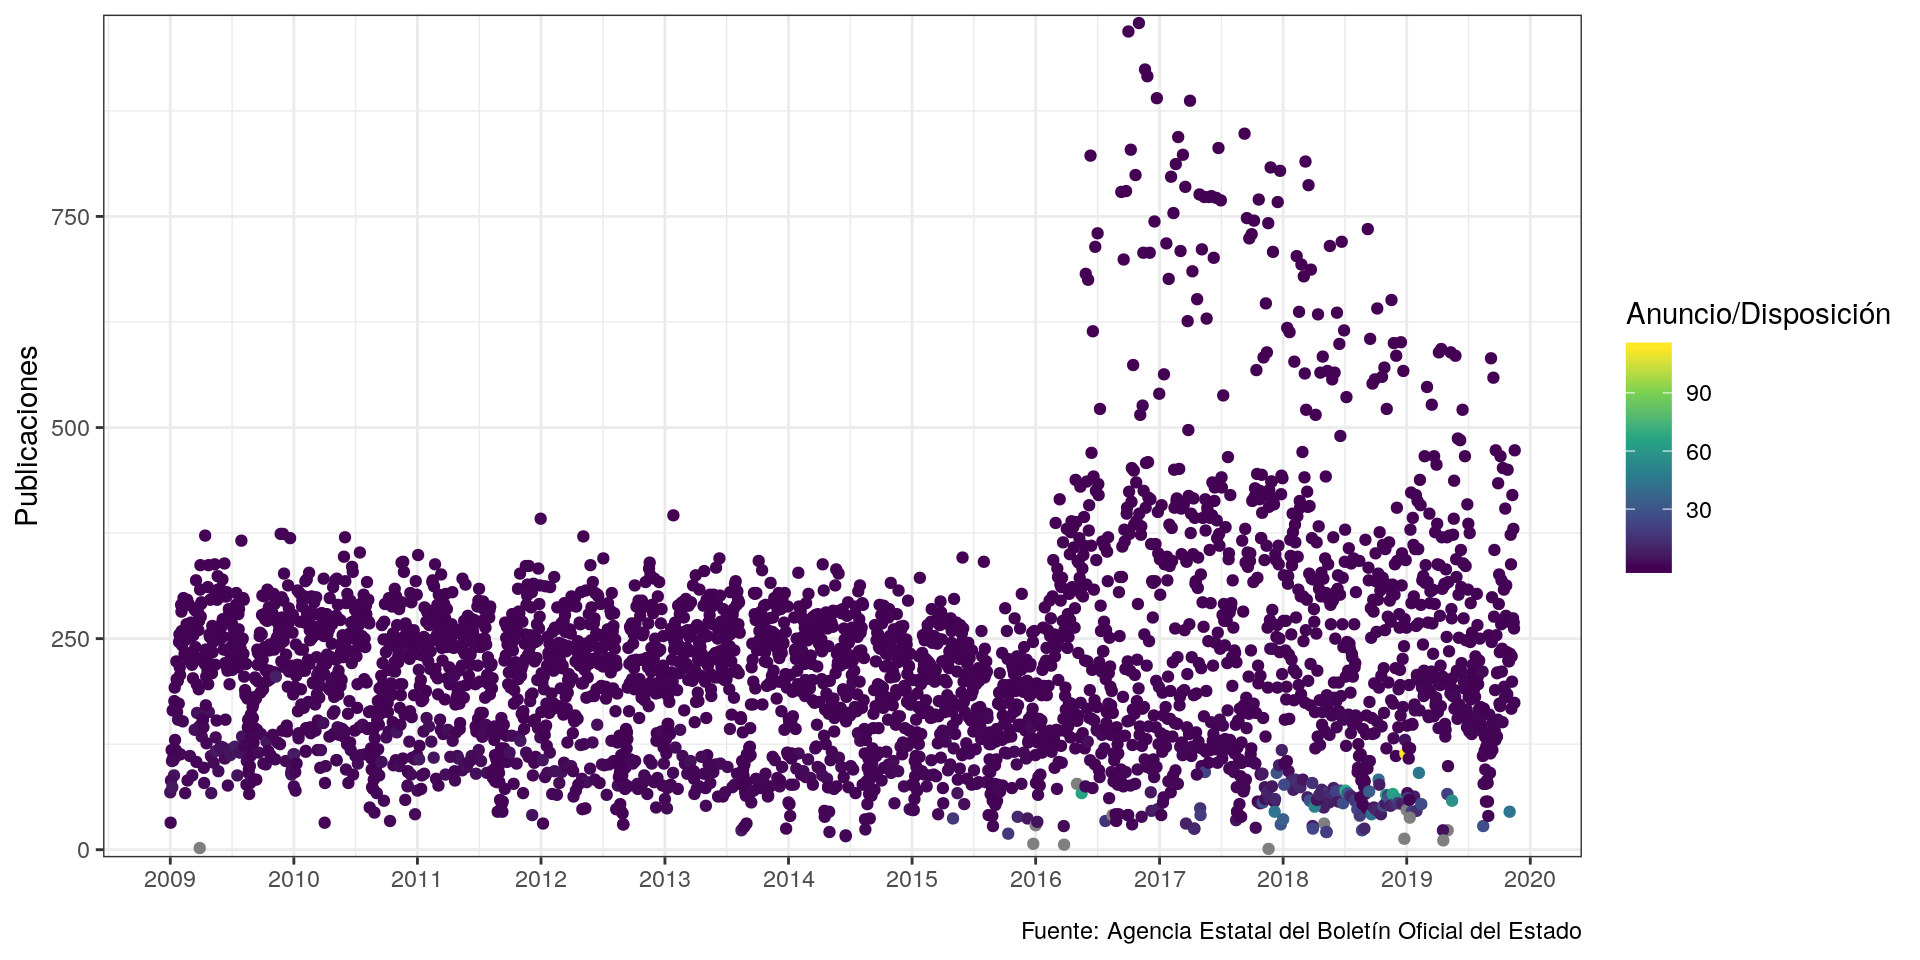 Publicaciones
750
500
250
0
2009 2010 2011 2012 2013 2014 2015 2016 2017 2018 2019 2020
Anuncio/Disposición
90
60
30
Fuente: Agencia Estatal del Boletín Oficial del Estado